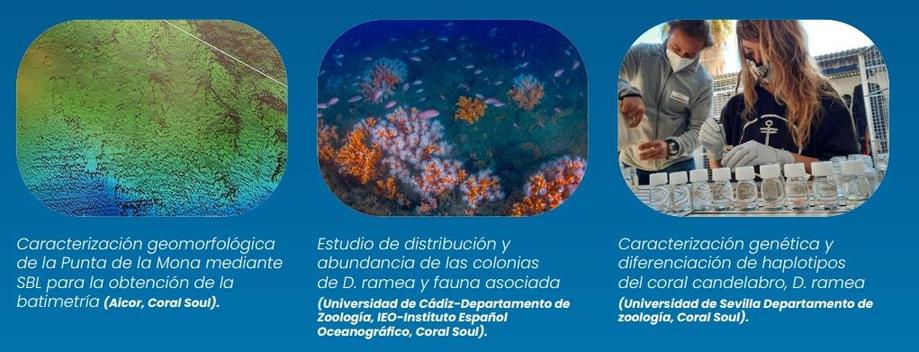 Caracterización geomorfológica
de la Punta de la Mona mediante
SBL para la obtención de la
batimetría (Aicor, Coral Soul).
Estudio de distribución y
abundancia de las colonias
de D. ramea y fauna asociada
(Universidad de Cádiz-Departamento de
Zoología, IEO-Instituto Español
Oceanográfico, Coral Soul).
Caracterización genética y
diferenciación de haplotipos
del coral candelabro, D. ramea
(Universidad de Sevilla Departamento de
zoología, Coral Soul).